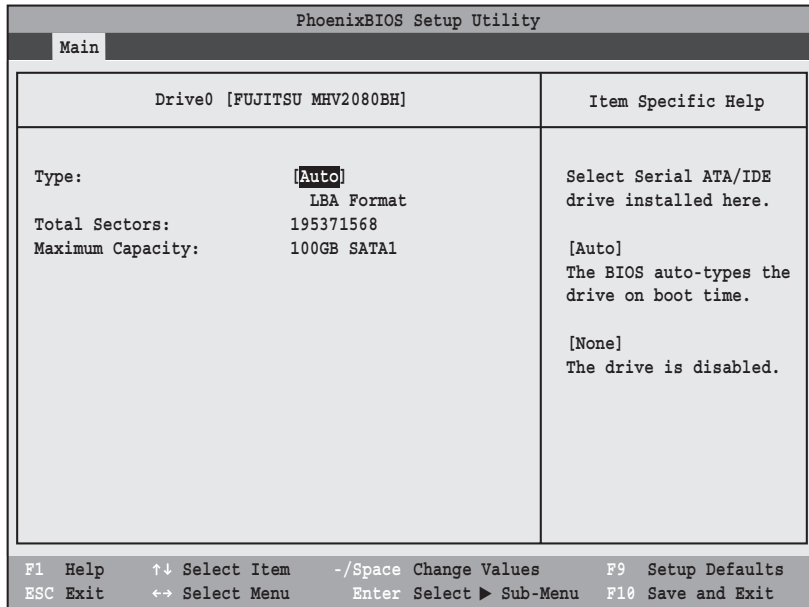 PhoenixBIOS Setup Utility
Main
Drive0 [FUJITSU MHV2080BH]
Item Specific Help
Type: [Auto]
LBA Format
Total Sectors: 195371568
Maximum Capacity: 100GB SATA1
Select Serial ATA/IDE
drive installed here.
[Auto]
The BIOS auto-types the
drive on boot time.
[None]
The drive is disabled.
F1 Help ↑↓ Select Item -/Space Change Values F9 Setup Defaults
ESC Exit ←→ Select Menu Enter Select ▶ Sub-Menu F10 Save and Exit